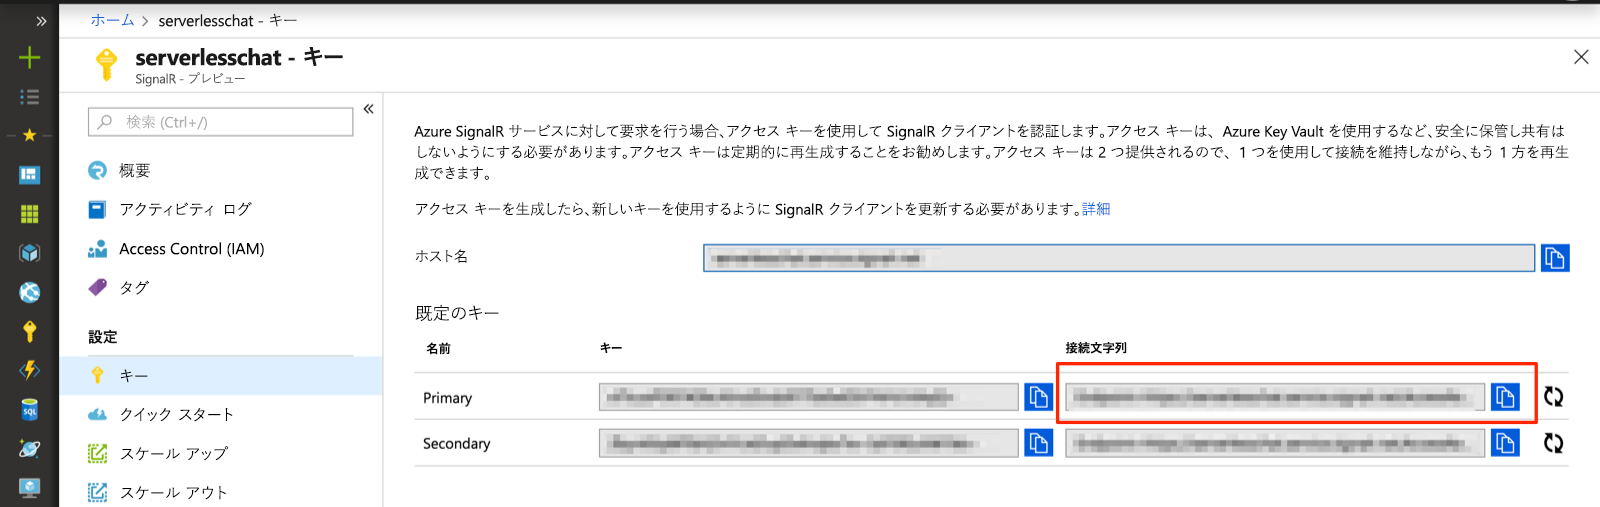 ホーム > serverlesschat - キー
serverlesschat - キー
SignalR - プレビュー
検索 (Ctrl+/)
概要
アクティビティ ログ
Access Control (IAM)
タグ
設定
キー
クイック スタート
スケール アップ
スケール アウト
Azure SignalR サービスに対して要求を行う場合、アクセス キーを使用して SignalR クライアントを認証します。アクセス キーは、Azure Key Vault を使用するなど、安全に保管し共有は
しないようにする必要があります。アクセス キーは定期的に再生成することをお勧めします。アクセス キーは 2 つ提供されるので、1 つを使用して接続を維持しながら、もう 1 方を再生
成できます。
アクセス キーを生成したら、新しいキーを使用するように SignalR クライアントを更新する必要があります。詳細
ホスト名
既定のキー
名前 キー 接続文字列
Primary
Secondary
SQL